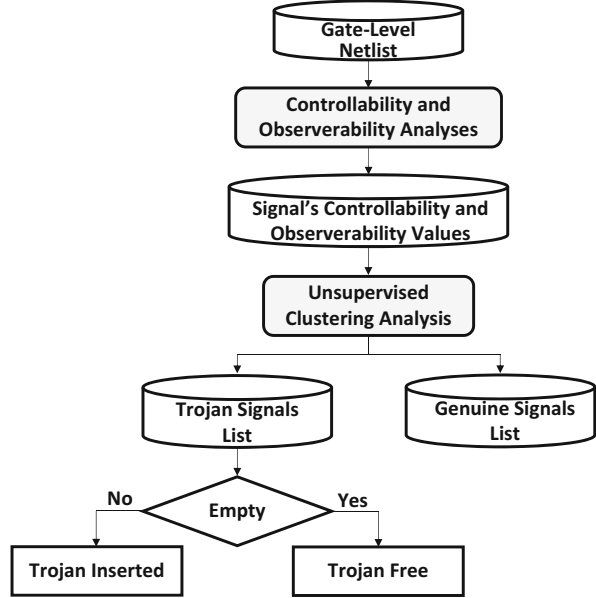 Gate-Level
Netlist
Controllability and
Observerability Analyses
Signal's Controllability and
Observerability Values
Unsupervised
Clustering Analysis
Trojan Signals
List
Genuine Signals
List
No
Empty
Yes
Trojan Inserted
Trojan Free